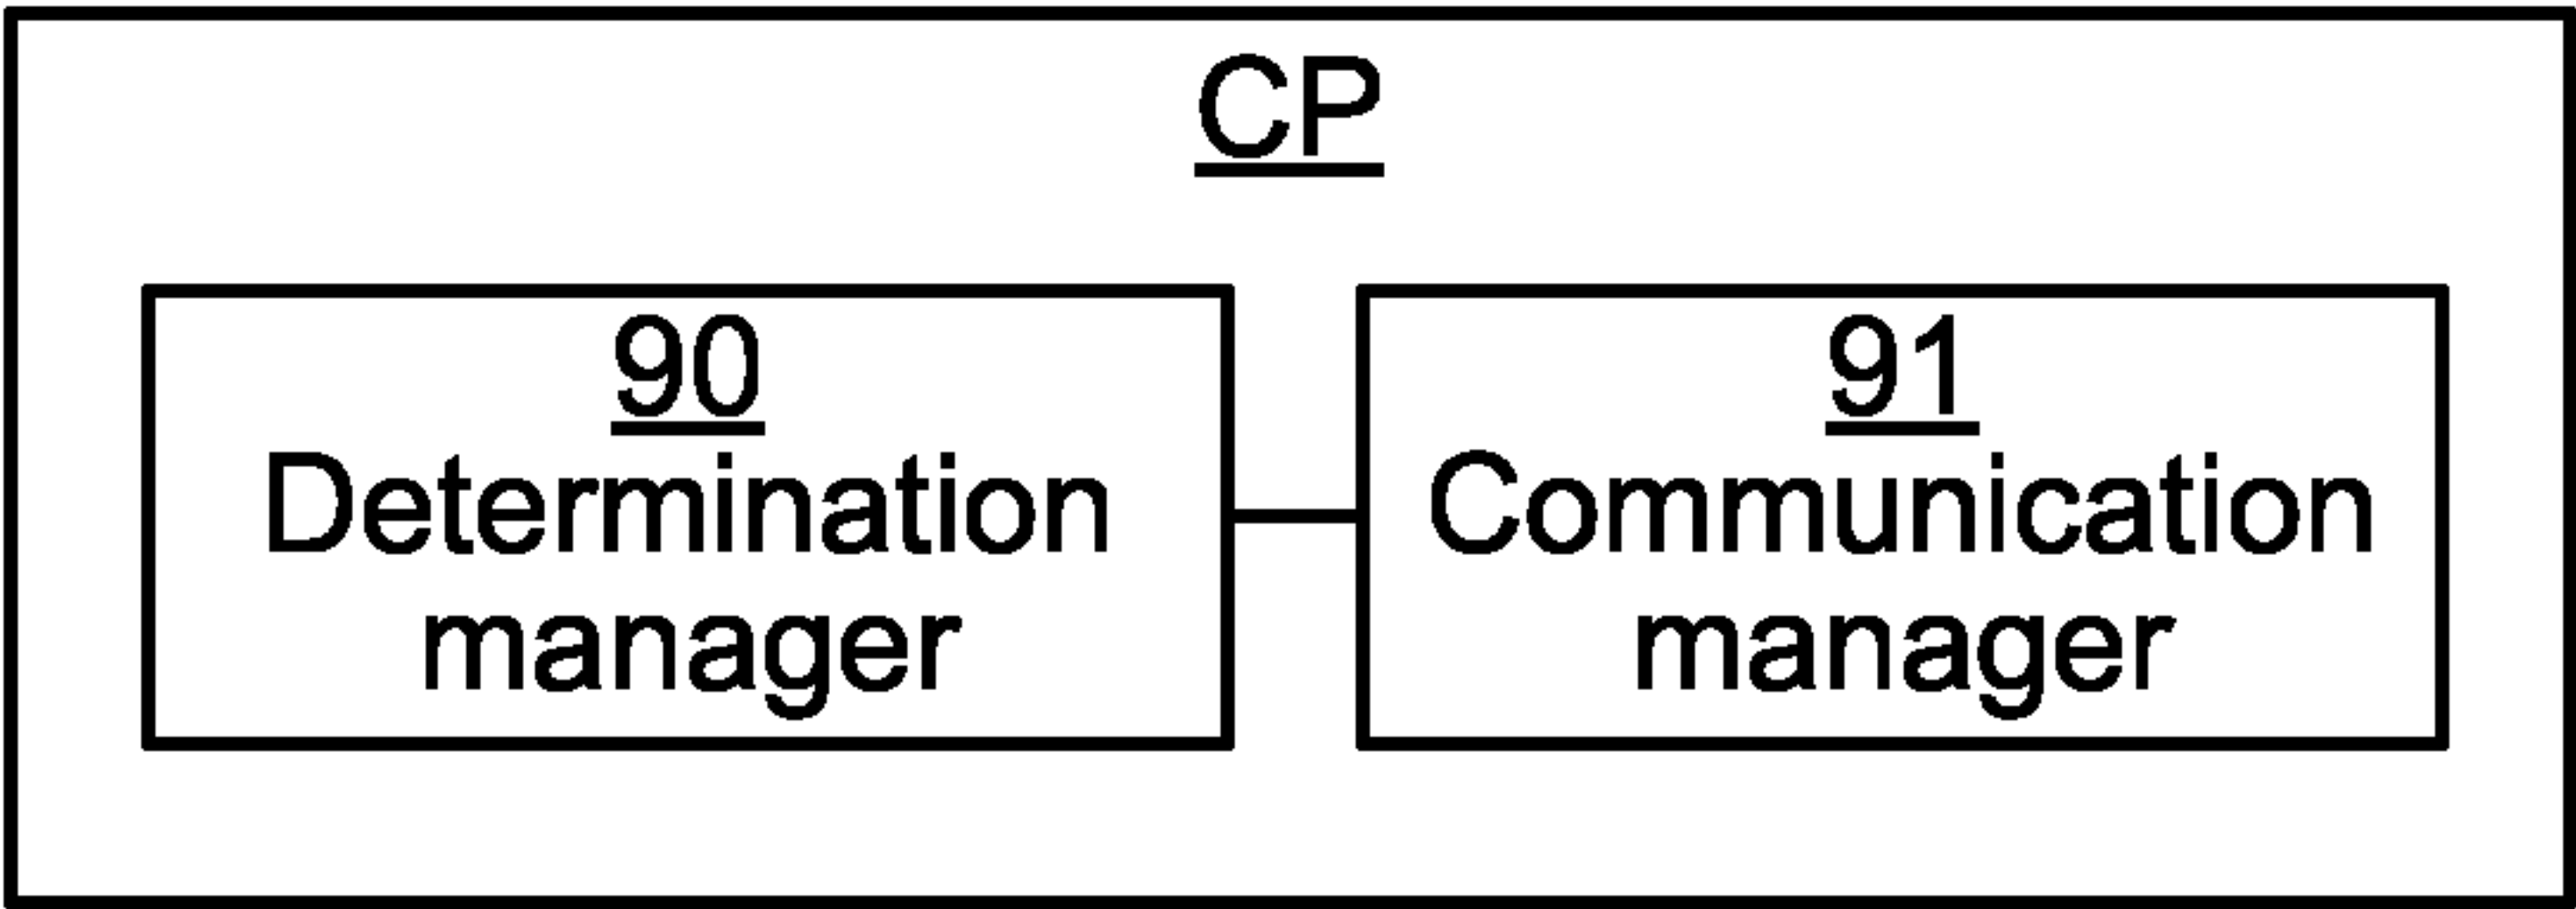 CP
90
Determination
manager
91
Communication
manager